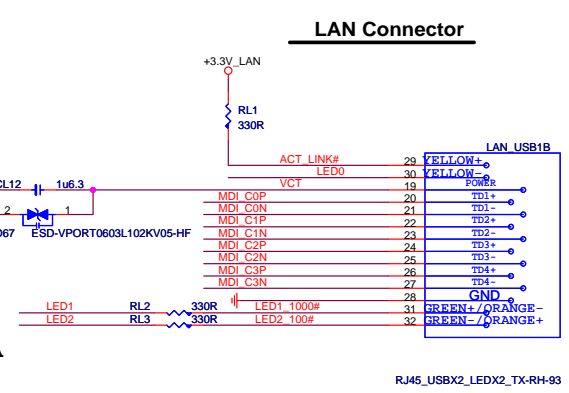 LAN Connector
+3.3V_LAN
RL1
330R
LAN_USB1B
ACT_LINK# 29 YELLOW+
LED0 30 YELLOW-
CL12 1u6.3 VCT 19 POWER
MDI_C0P 20 TD1+
MDI_C0N 21 TD1-
2 1 MDI_C1P 22 TD2+
D67 ESD-VPORT0603L102KV05-HF MDI_C1N 23 TD2-
MDI_C2P 24 TD3+
MDI_C2N 25 TD3-
MDI_C3P 26 TD4+
MDI_C3N 27 TD4-
28 GND
LED1 RL2 330R LED1_1000# 31 GREEN+/ORANGE-
LED2 RL3 330R LED2_100# 32 GREEN-/ORANGE+
RJ45_USBX2_LEDX2_TX-RH-93